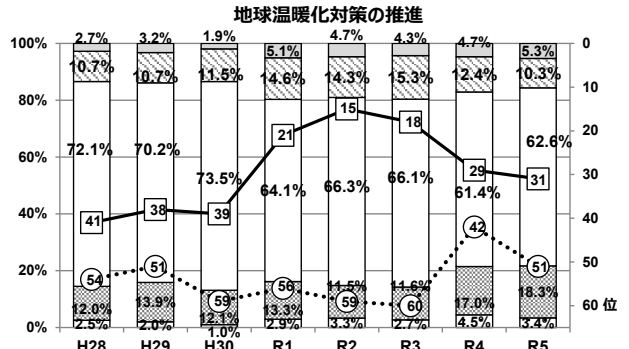 地球温暖化対策の推進
2.7% 3.2% 1.9% 5.1% 4.7% 4.3% 4.7% 5.3%
100% 0
10.7% 10.7% 11.5% 14.6% 14.3% 15.3% 12.4% 10.3%
10
80%
15
21 18 20
72.1% 70.2% 73.5% 64.1% 66.3% 66.1% 61.4% 62.6%
60%
29 31 30
41 38 39
40% 40
42
54 51 59 56 59 60 51
50
20%
12.0% 13.9% 12.1% 13.3% 11.5% 11.6% 17.0% 18.3%
60 位
2.5% 2.0% 1.0% 2.9% 3.3% 2.7% 4.5% 3.4%
0%
H28 H29 H30 R1 R2 R3 R4 R5